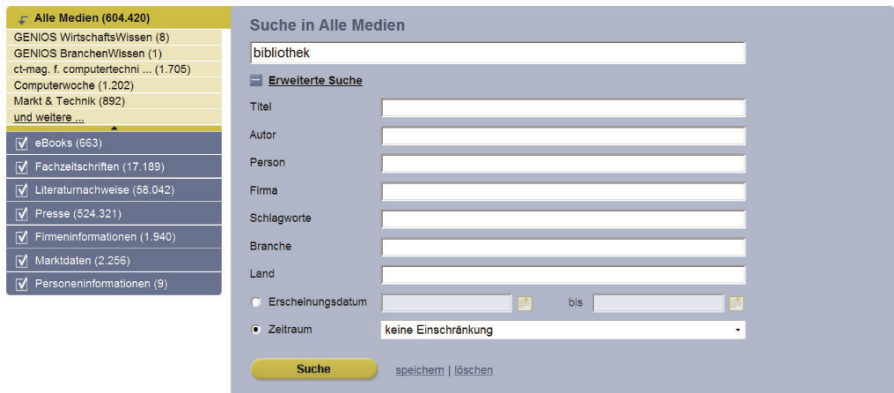 Alle Medien (604.420)
GENIOS WirtschaftsWissen (8)
GENIOS BranchenWissen (1)
ct-mag. f. computertechni ... (1.705)
Computerwoche (1.202)
Markt & Technik (892)
und weitere ...
eBooks (663)
Fachzeitschriften (17.189)
Literaturnachweise (58.042)
Presse (524.321)
Firmeninformationen (1.940)
Marktdaten (2.256)
Personeninformationen (9)
Suche in Alle Medien
bibliothek
Erweiterte Suche
Titel
Autor
Person
Firma
Schlagworte
Branche
Land
Erscheinungsdatum bis
Zeitraum keine Einschränkung
Suche speichern | löschen